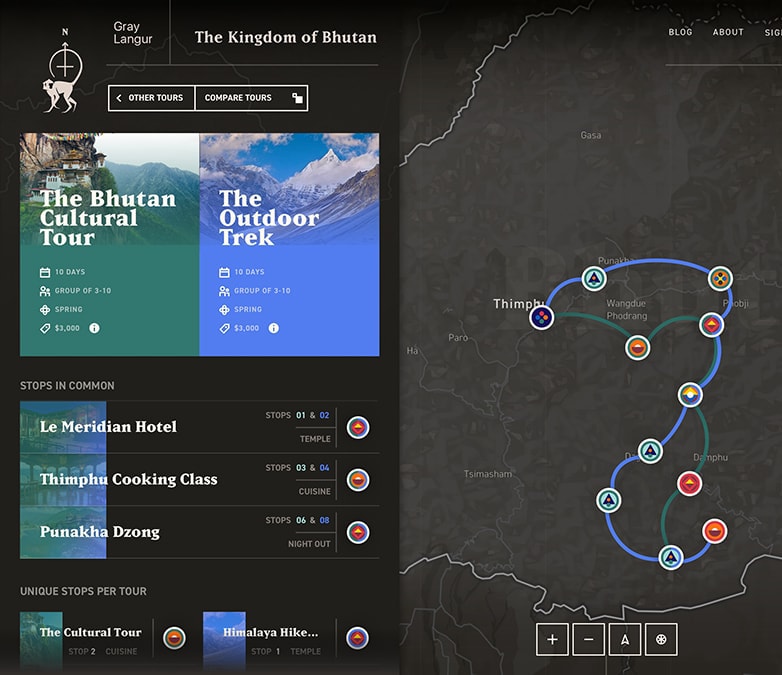 N
Gray
Langur
The Kingdom of Bhutan
BLOG
ABOUT
SIG
OTHER TOURS
COMPARE TOURS
The Bhutan
Cultural
Tour
10 DAYS
GROUP OF 3-10
SPRING
$3,000
The
Outdoor
Trek
10 DAYS
GROUP OF 3-10
SPRING
$3,000
STOPS IN COMMON
Le Meridian Hotel
STOPS 01 & 02
TEMPLE
Thimphu Cooking Class
STOPS 03 & 04
CUISINE
Punakha Dzong
STOPS 06 & 08
NIGHT OUT
UNIQUE STOPS PER TOUR
The Cultural Tour
STOP 2 CUISINE
Himalaya Hike...
STOP 1 TEMPLE
Gasa
Punakha
Thimphu
Wangdue
Phodrang
Paro
Ha
Tsimasham
Damphu